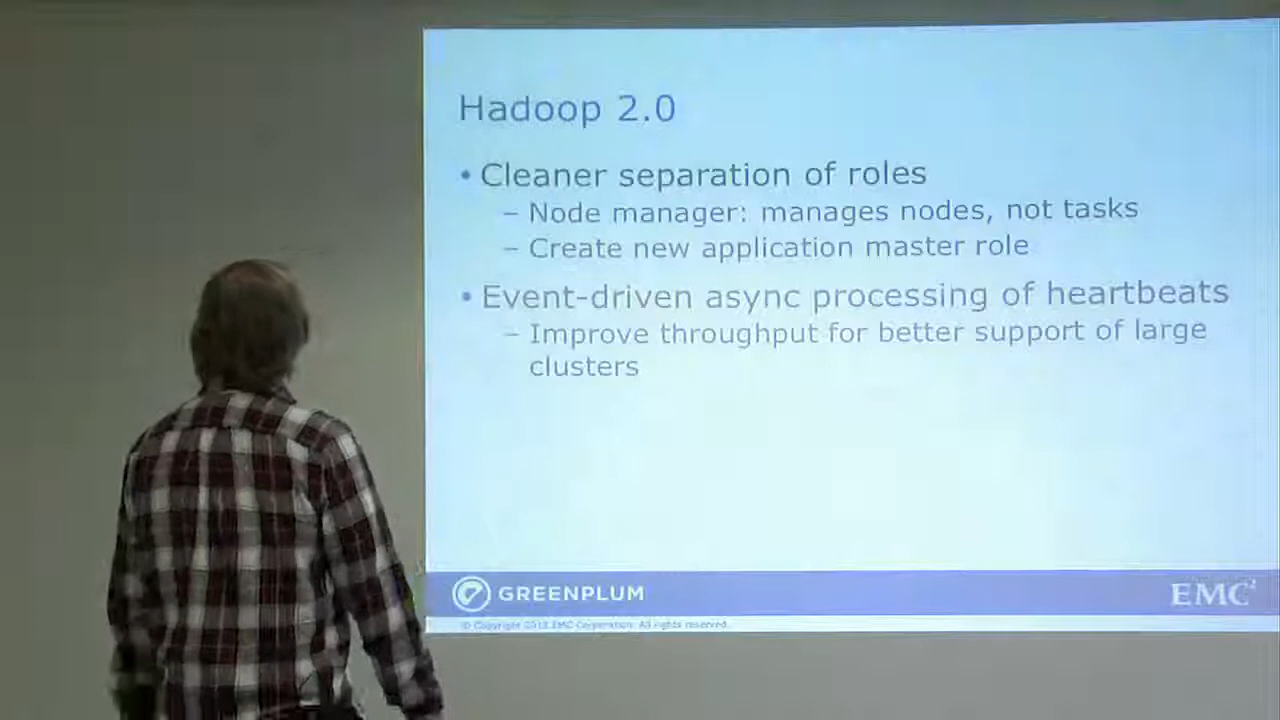 Hadoop 2.0
• Cleaner separation of roles
– Node manager: manages nodes, not tasks
– Create new application master role
• Event-driven async processing of heartbeats
– Improve throughput for better support of large
clusters
GREENPLUM
EMC²
© Copyright 2012 EMC Corporation. All rights reserved.